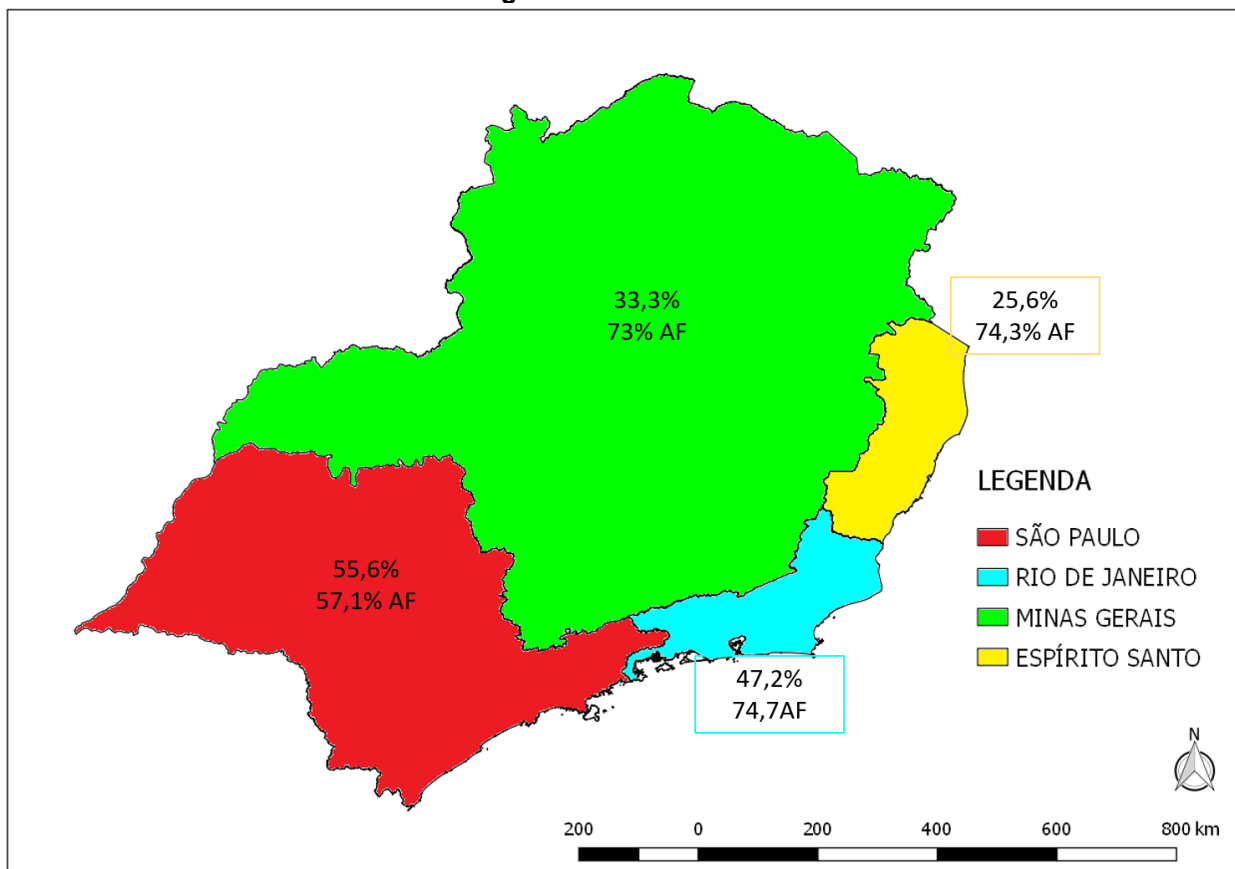 33,3%
73% AF
25,6%
74,3% AF
55,6%
57,1% AF
47,2%
74,7AF
LEGENDA
SÃO PAULO
RIO DE JANEIRO
MINAS GERAIS
ESPÍRITO SANTO
N
200 0 200 400 600 800 km